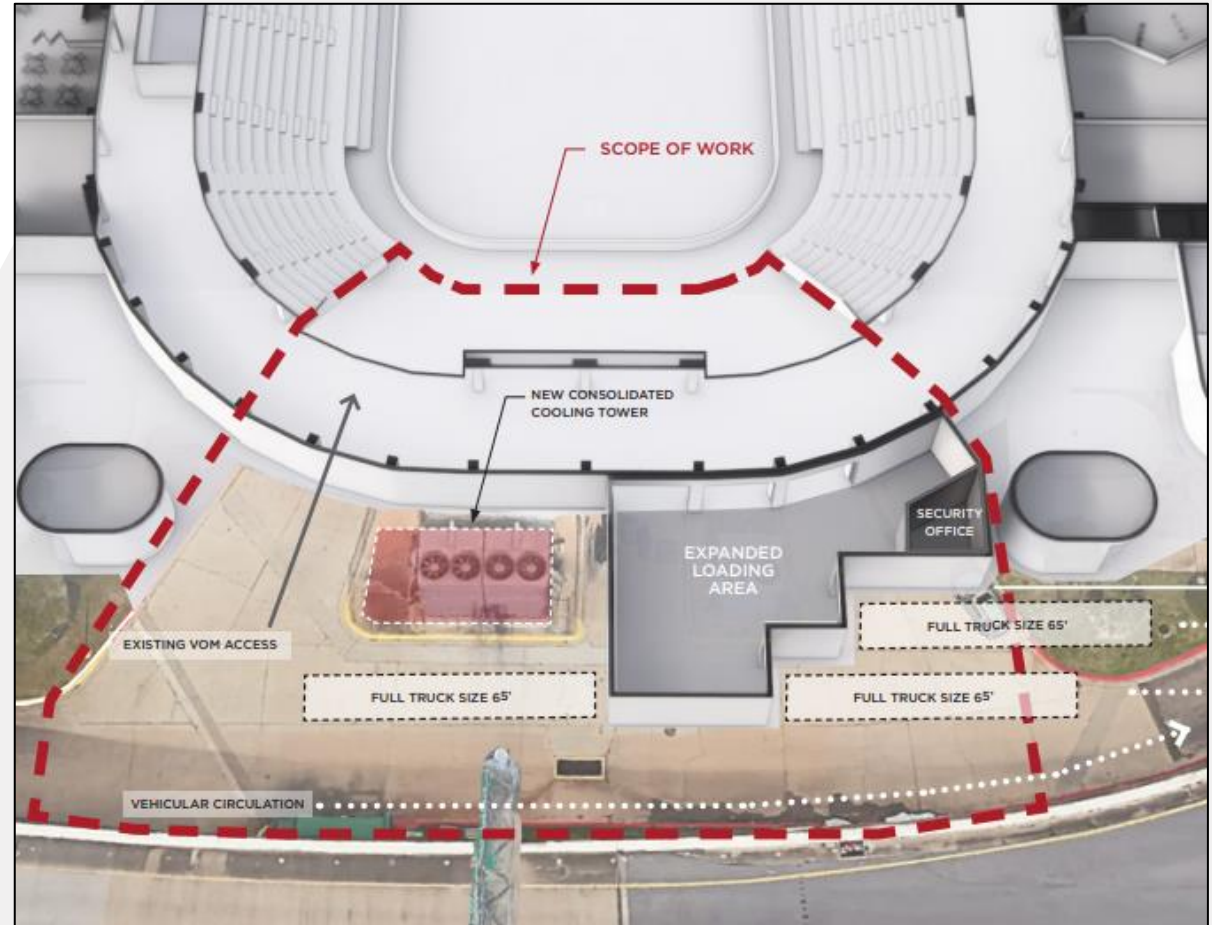 SCOPE OF WORK
NEW CONSOLIDATED
COOLING TOWER
SECURITY
OFFICE
EXPANDED
LOADING
AREA
FULL TRUCK SIZE 65'
EXISTING VOM ACCESS
FULL TRUCK SIZE 65'
FULL TRUCK SIZE 65'
VEHICULAR CIRCULATION